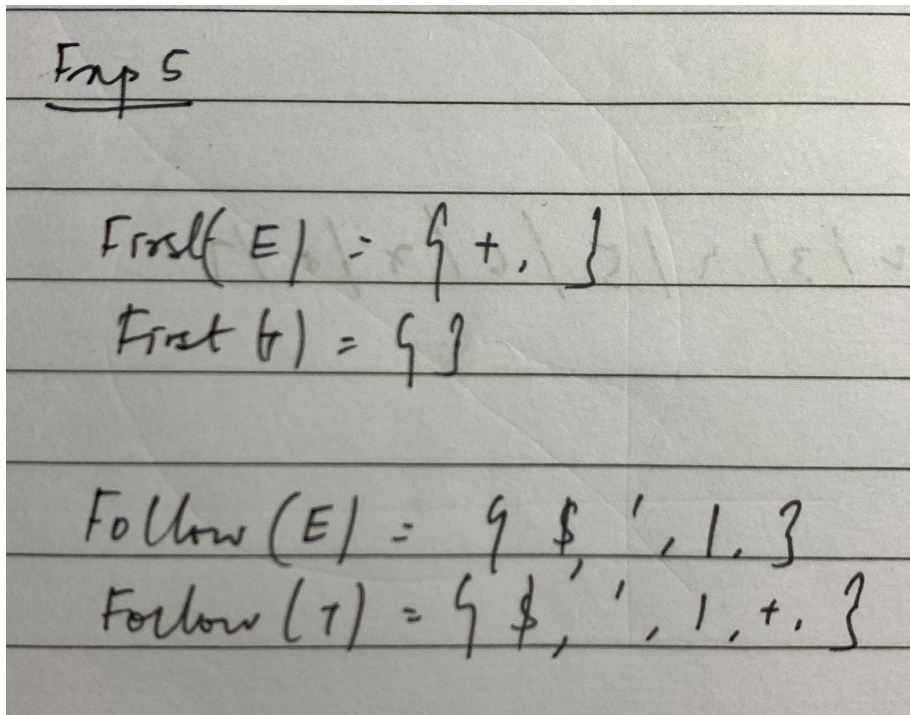 Exp 5
First(E) = { +, }
First(T) = { }
Follow(E) = { $, ', ), }
Follow(T) = { $, ', ), +, }